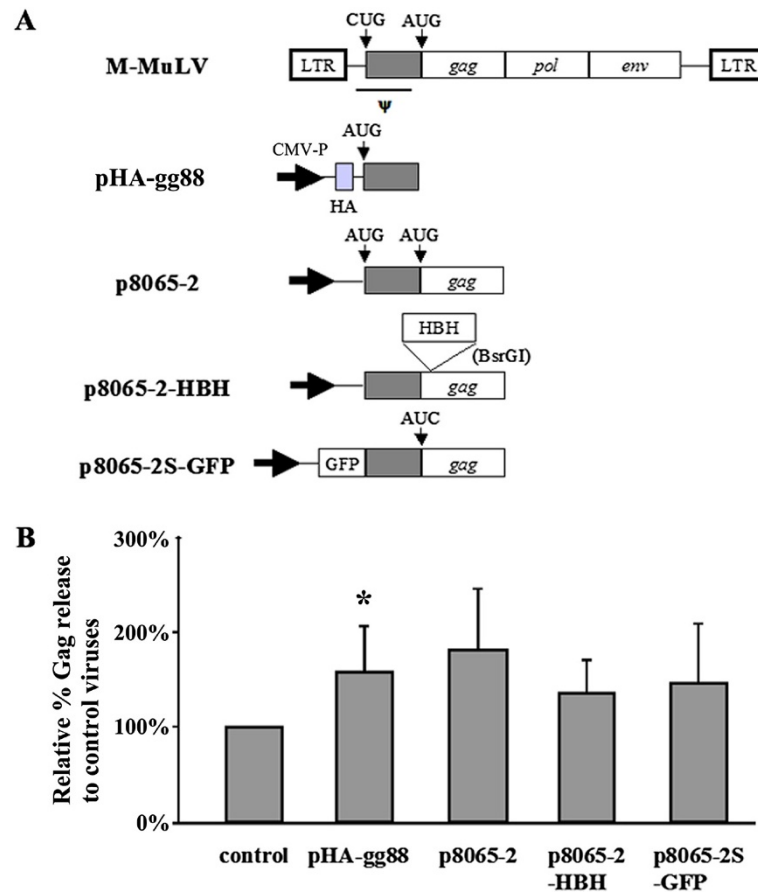 A
CUG AUG
M-MuLV
LTR gag pol env LTR
Ψ
AUG
CMV-P
pHA-gg88
HA
AUG AUG
p8065-2
gag
HBH
(BsrGI)
p8065-2-HBH
gag
AUC
p8065-2S-GFP
GFP gag
B
Relative % Gag release
to control viruses
300%
200%
100%
0%
*
control pHA-gg88 p8065-2 p8065-2 p8065-2S
-HBH -GFP